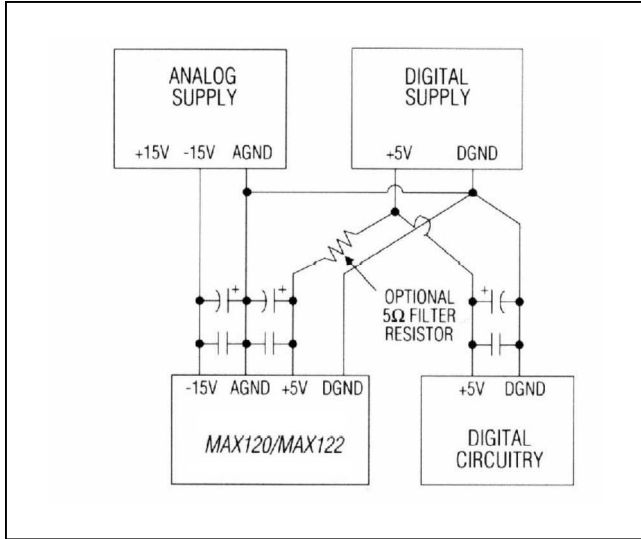 ANALOG
SUPPLY
+15V -15V AGND
DIGITAL
SUPPLY
+5V DGND
OPTIONAL
5Ω FILTER
RESISTOR
+ + +
-15V AGND +5V DGND
MAX120/MAX122
+5V DGND
DIGITAL
CIRCUITRY